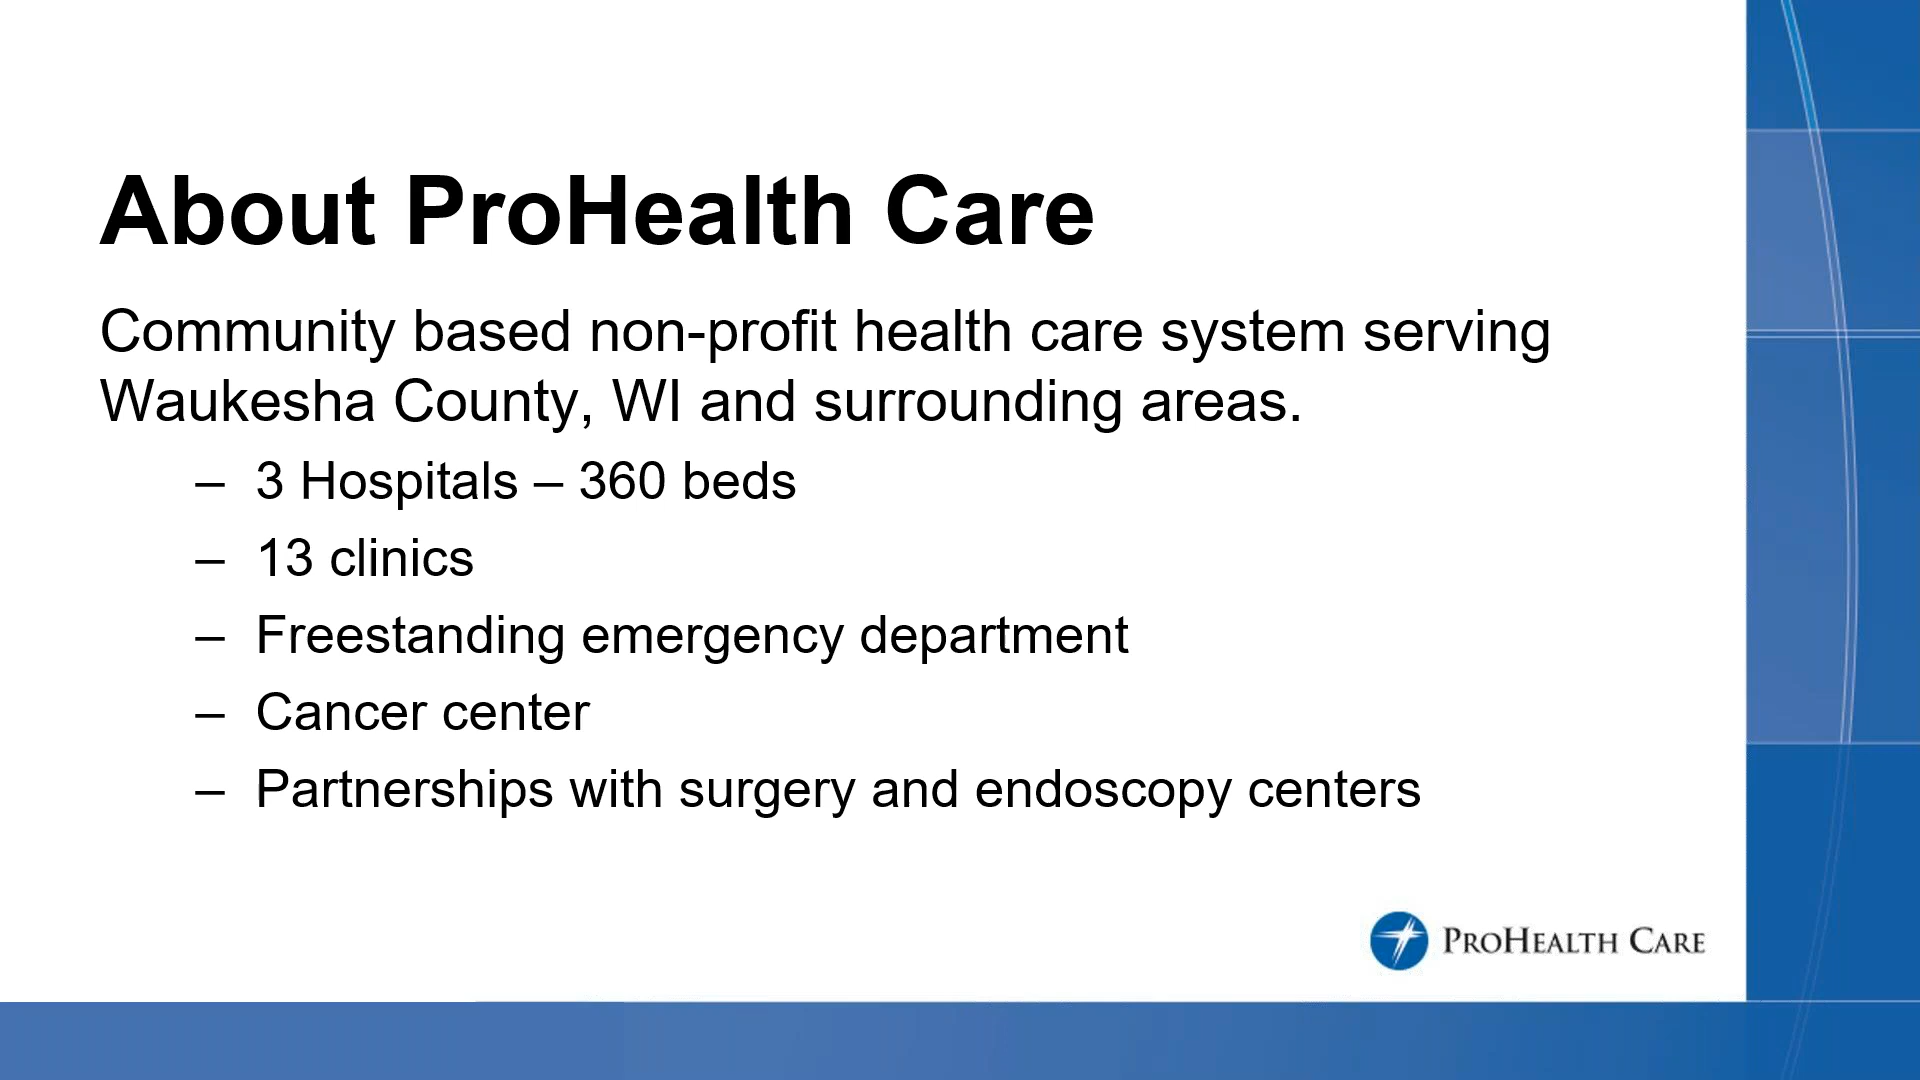 About ProHealth Care
Community based non-profit health care system serving
Waukesha County, WI and surrounding areas.
– 3 Hospitals – 360 beds
– 13 clinics
– Freestanding emergency department
– Cancer center
– Partnerships with surgery and endoscopy centers
PROHEALTH CARE